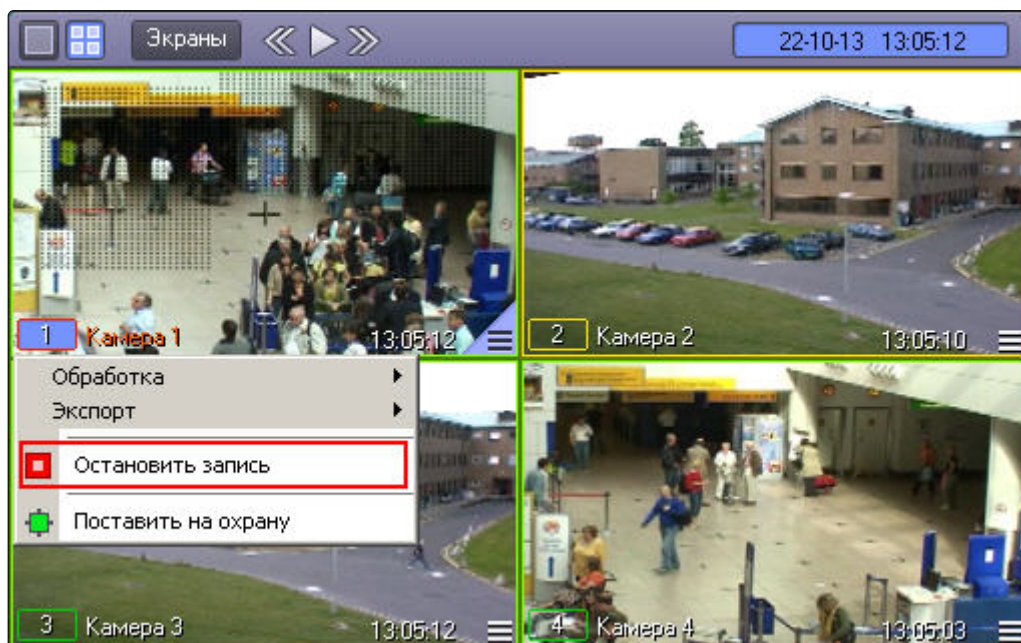 Экраны
22-10-13 13:05:12
1 Камера 1 13:05:12
2 Камера 2 13:05:10
Обработка
Экспорт
Остановить запись
Поставить на охрану
3 Камера 3 13:05:12
4 Камера 4 13:05:03